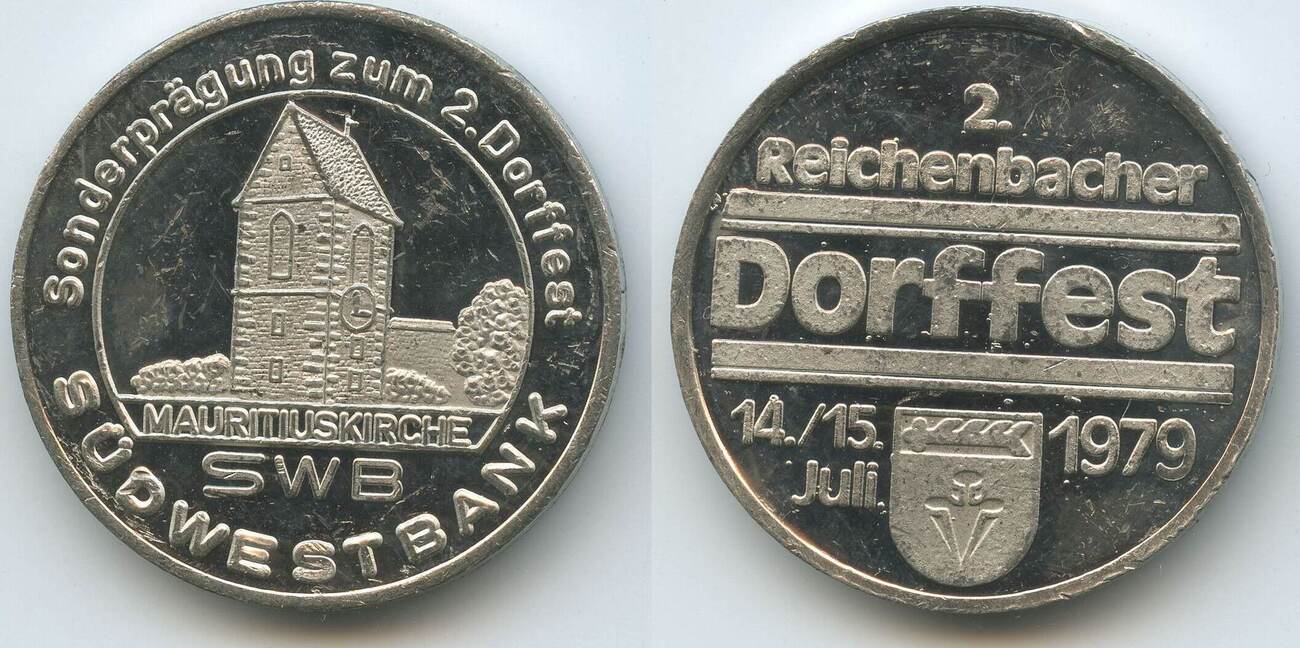 Sonderprägung zum 2. Dorffest
MAURITIUSKIRCHE
SWB
SÜDWESTBANK
2.
Reichenbacher
Dorffest
14./15.
Juli
1979